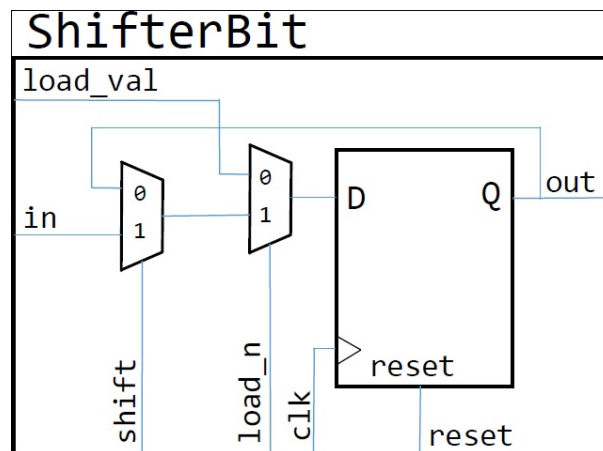 ShifterBit
load_val
0
1
in
0
1
D
Q
out
shift
load_n
clk
reset
reset